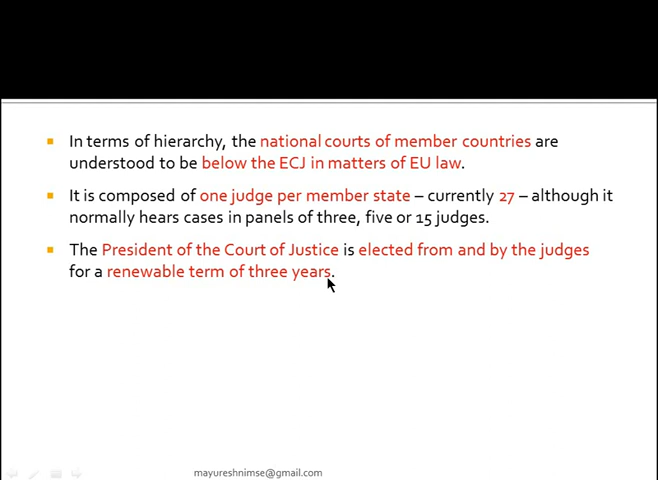 In terms of hierarchy, the national courts of member countries are
understood to be below the ECJ in matters of EU law.
It is composed of one judge per member state – currently 27 – although it
normally hears cases in panels of three, five or 15 judges.
The President of the Court of Justice is elected from and by the judges
for a renewable term of three years.
mayureshnimse@gmail.com